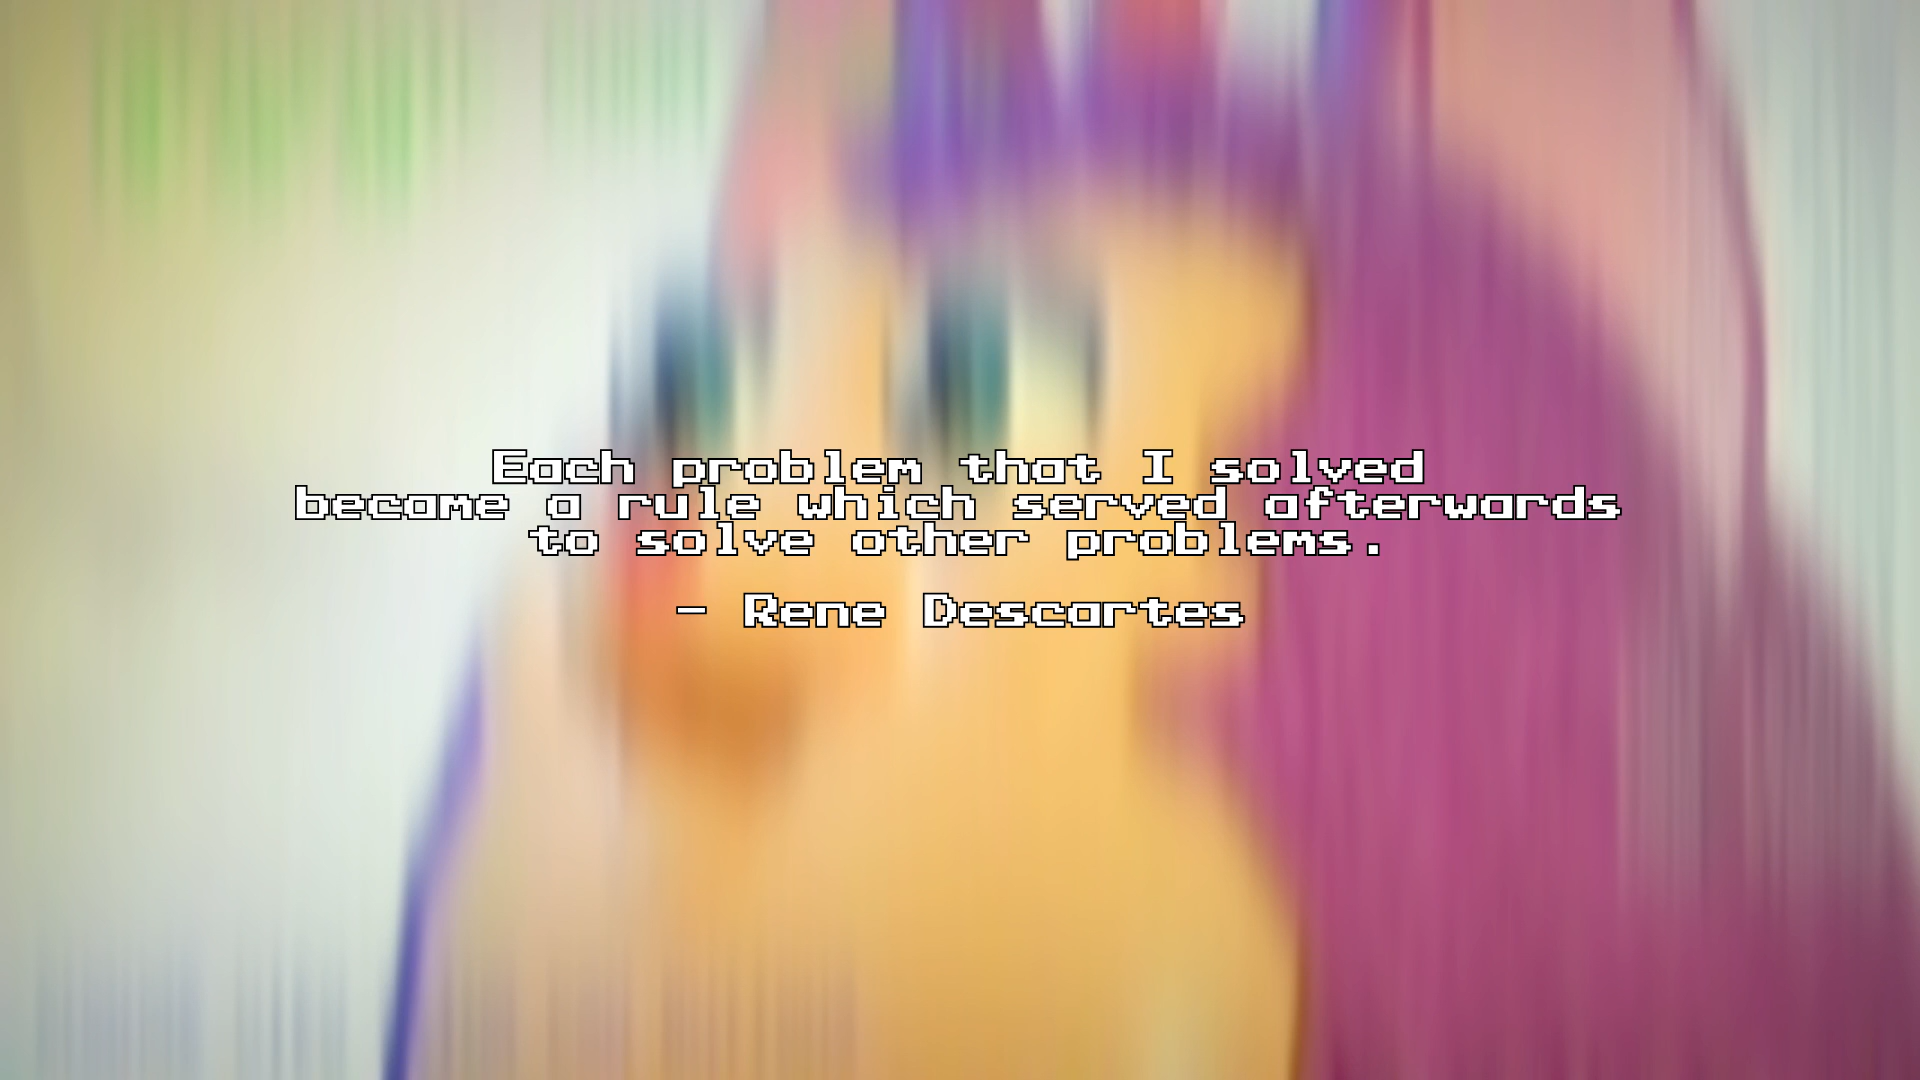 Each problem that I solved
became a rule which served afterwards
to solve other problems.
- Rene Descartes